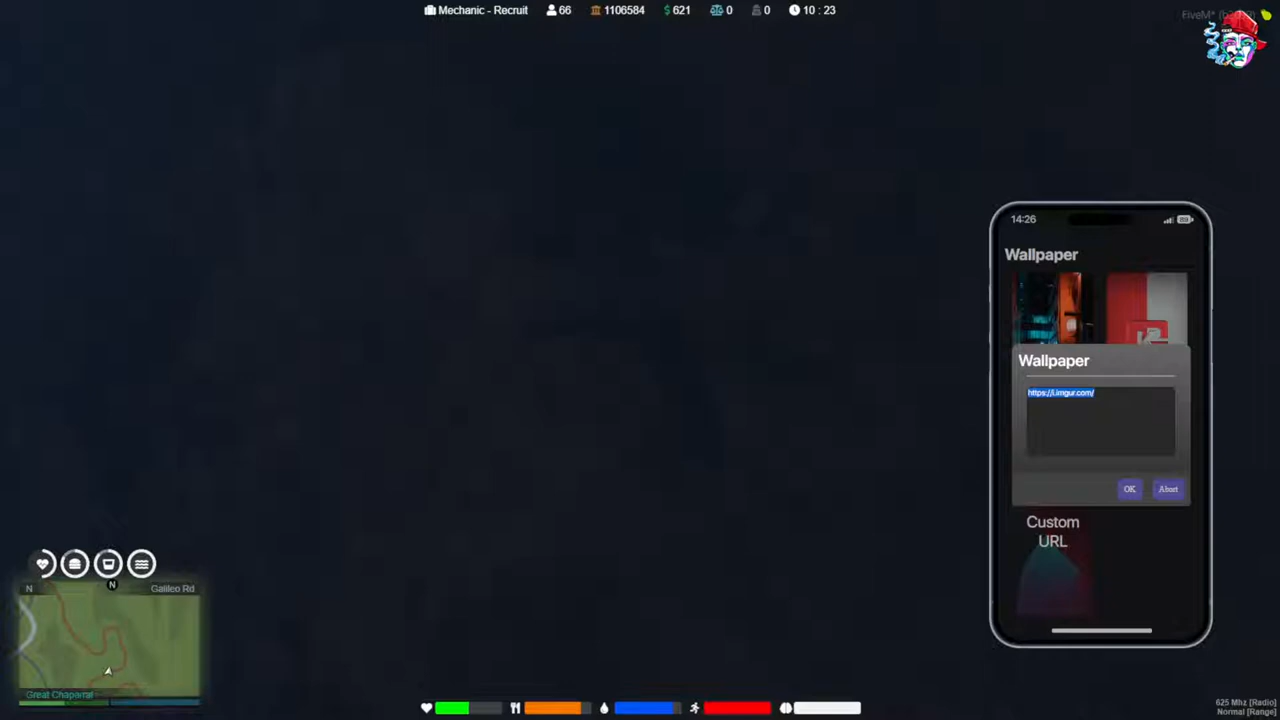 Mechanic - Recruit 66 1106584 621 0 0 10 : 23
FiveM*
14:26
Wallpaper
Wallpaper
https://i.imgur.com/
OK Abort
Custom
URL
N
N Galileo Rd
Great Chaparral
625 Mhz [Radio]
Normal [Range]